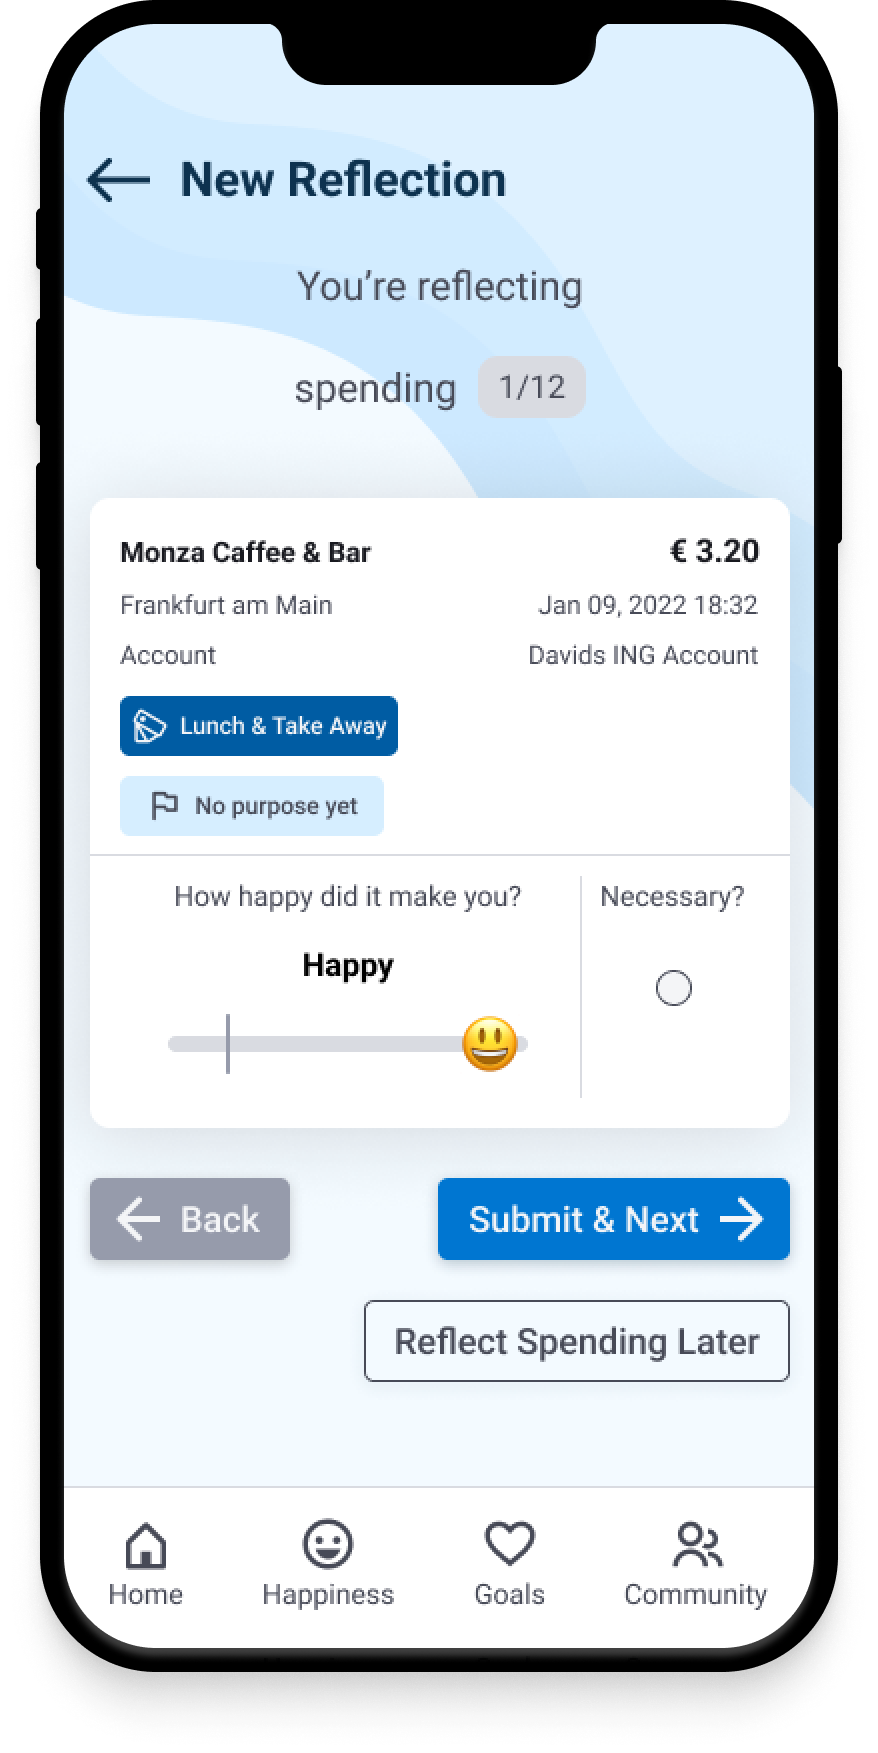 New Reflection
You’re reflecting
spending 1/12
Monza Caffee & Bar € 3.20
Frankfurt am Main Jan 09, 2022 18:32
Account Davids ING Account
Lunch & Take Away
No purpose yet
How happy did it make you? Necessary?
Happy
Back Submit & Next
Reflect Spending Later
Home Happiness Goals Community